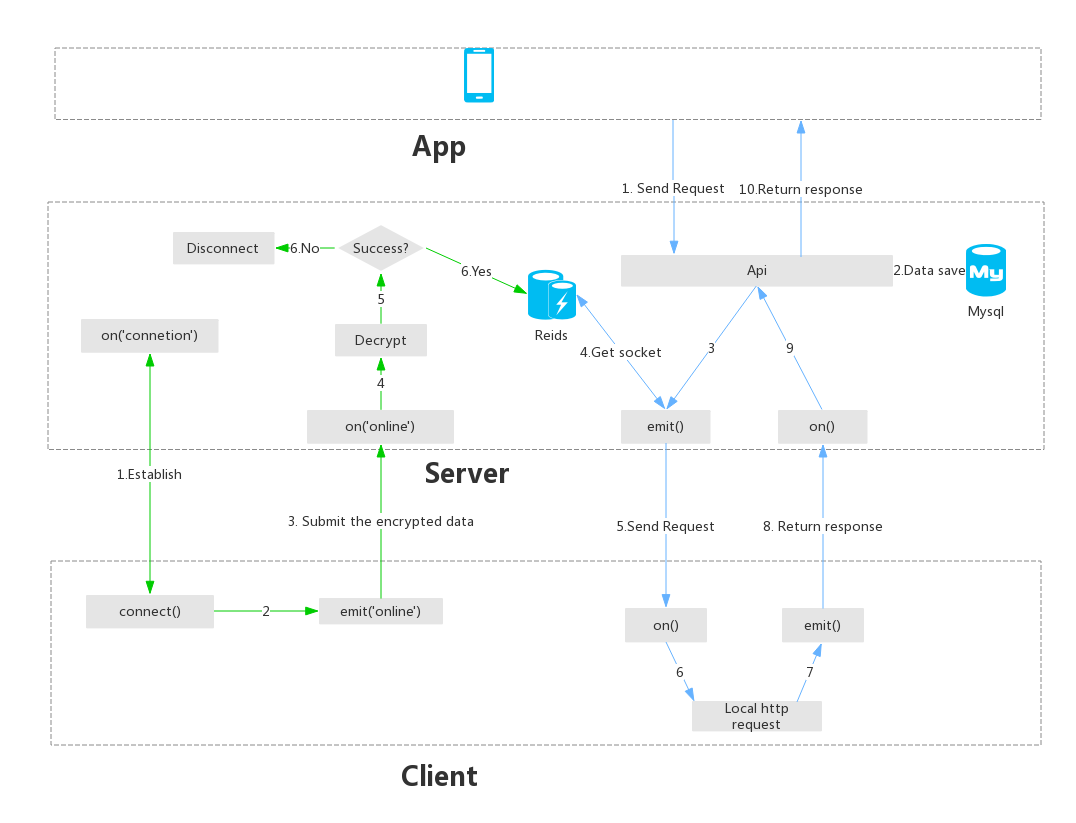 App
1. Send Request
10.Return response
Disconnect
6.No
Success?
6.Yes
Api
2.Data save
My
Mysql
5
Reids
on('connetion')
Decrypt
4.Get socket
3
9
4
on('online')
emit()
on()
Server
1.Establish
3. Submit the encrypted data
5.Send Request
8. Return response
connect()
2
emit('online')
on()
emit()
6
7
Local http
request
Client